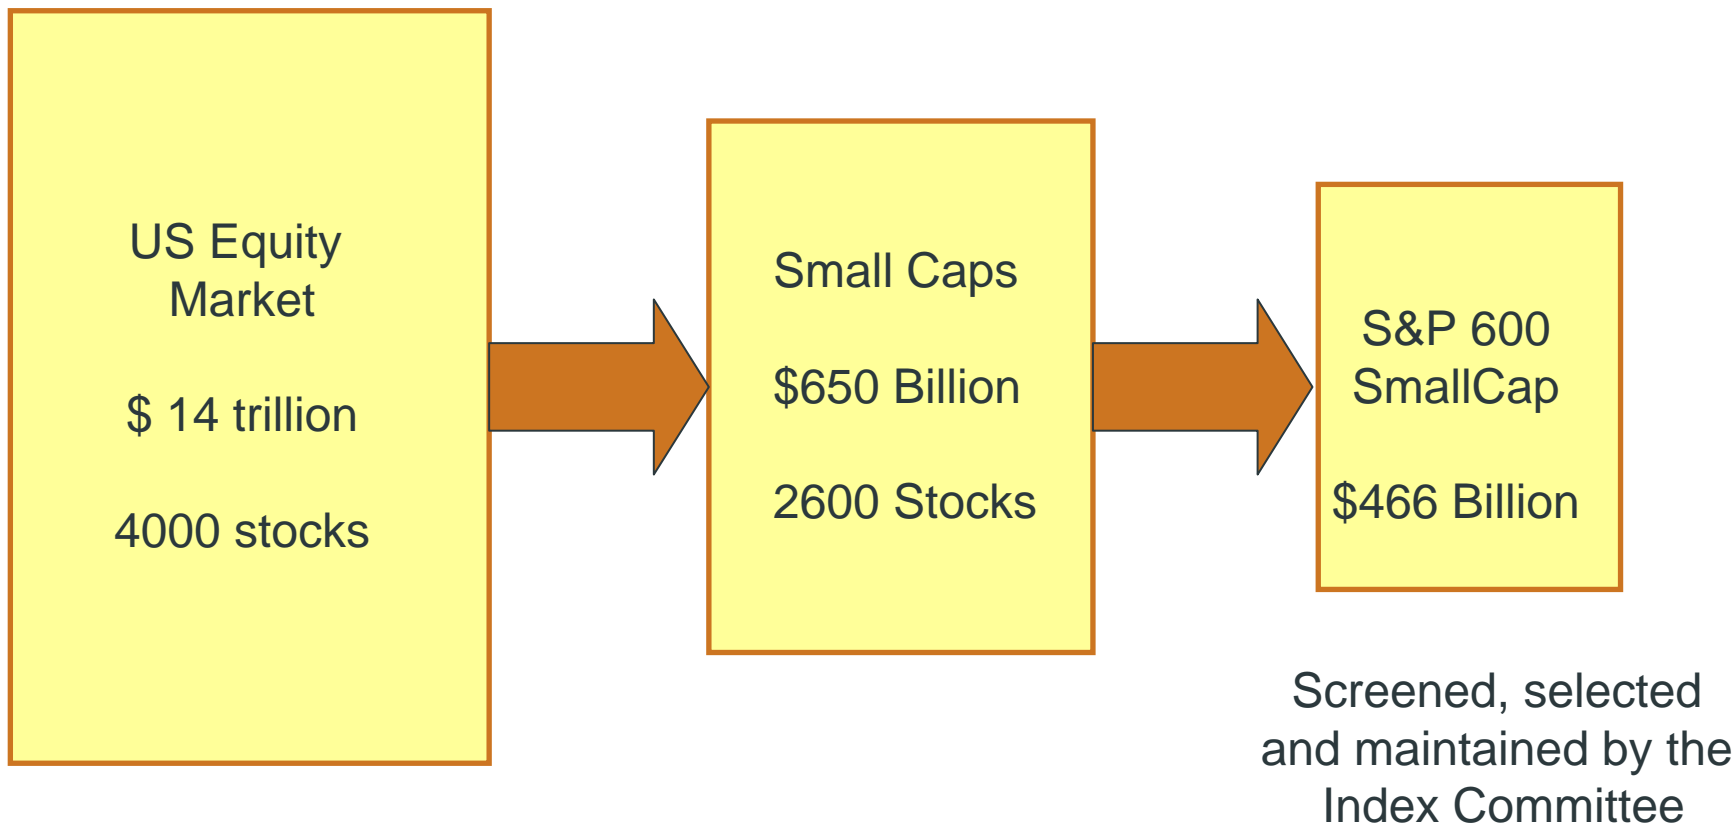 US Equity
Market
$ 14 trillion
4000 stocks
Small Caps
$650 Billion
2600 Stocks
S&P 600
SmallCap
$466 Billion
Screened, selected
and maintained by the
Index Committee